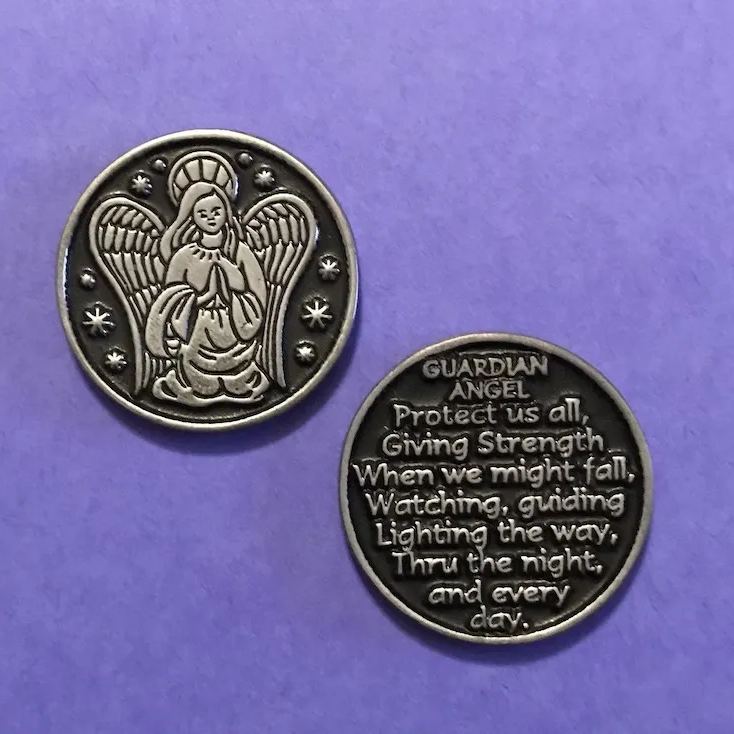 GUARDIAN
ANGEL
Protect us all,
Giving Strength
When we might fall,
Watching, guiding
Lighting the way,
Thru the night,
and every
day.